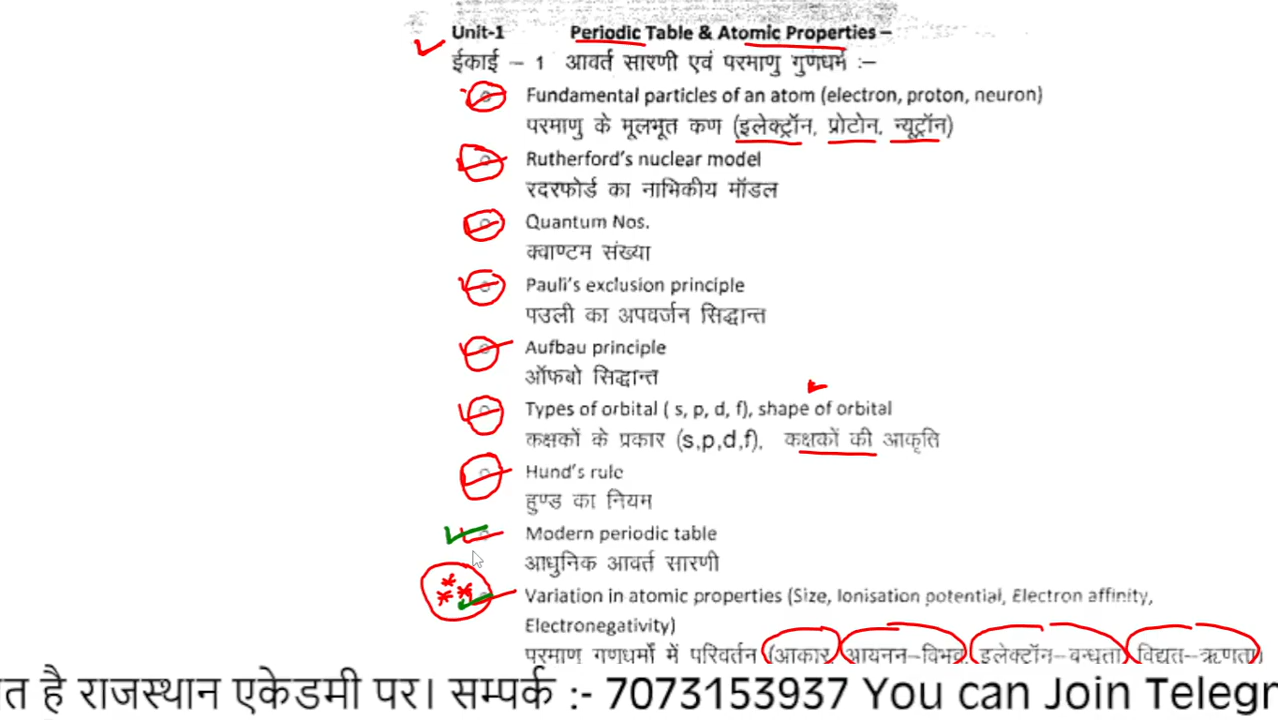 Unit-1 Periodic Table & Atomic Properties –
ईकाई – 1 आवर्त सारणी एवं परमाणु गुणधर्म :–
Fundamental particles of an atom (electron, proton, neuron)
परमाणु के मूलभूत कण (इलेक्ट्रॉन, प्रोटोन, न्यूट्रॉन)
Rutherford's nuclear model
रदरफोर्ड का नाभिकीय मॉडल
Quantum Nos.
क्वाण्टम संख्या
Pauli's exclusion principle
पउली का अपवर्जन सिद्धान्त
Aufbau principle
ऑफबो सिद्धान्त
Types of orbital ( s, p, d, f), shape of orbital
कक्षकों के प्रकार (s,p,d,f), कक्षकों की आकृति
Hund's rule
हुण्ड का नियम
Modern periodic table
आधुनिक आवर्त सारणी
Variation in atomic properties (Size, Ionisation potential, Electron affinity,
Electronegativity)
परमाणु गुणधर्मों में परिवर्तन (आकार, आयनन–विभव, इलेक्ट्रॉन–बन्धुता, विद्युत–ऋणता)
त है राजस्थान एकेडमी पर। सम्पर्क :- 7073153937 You can Join Telegr